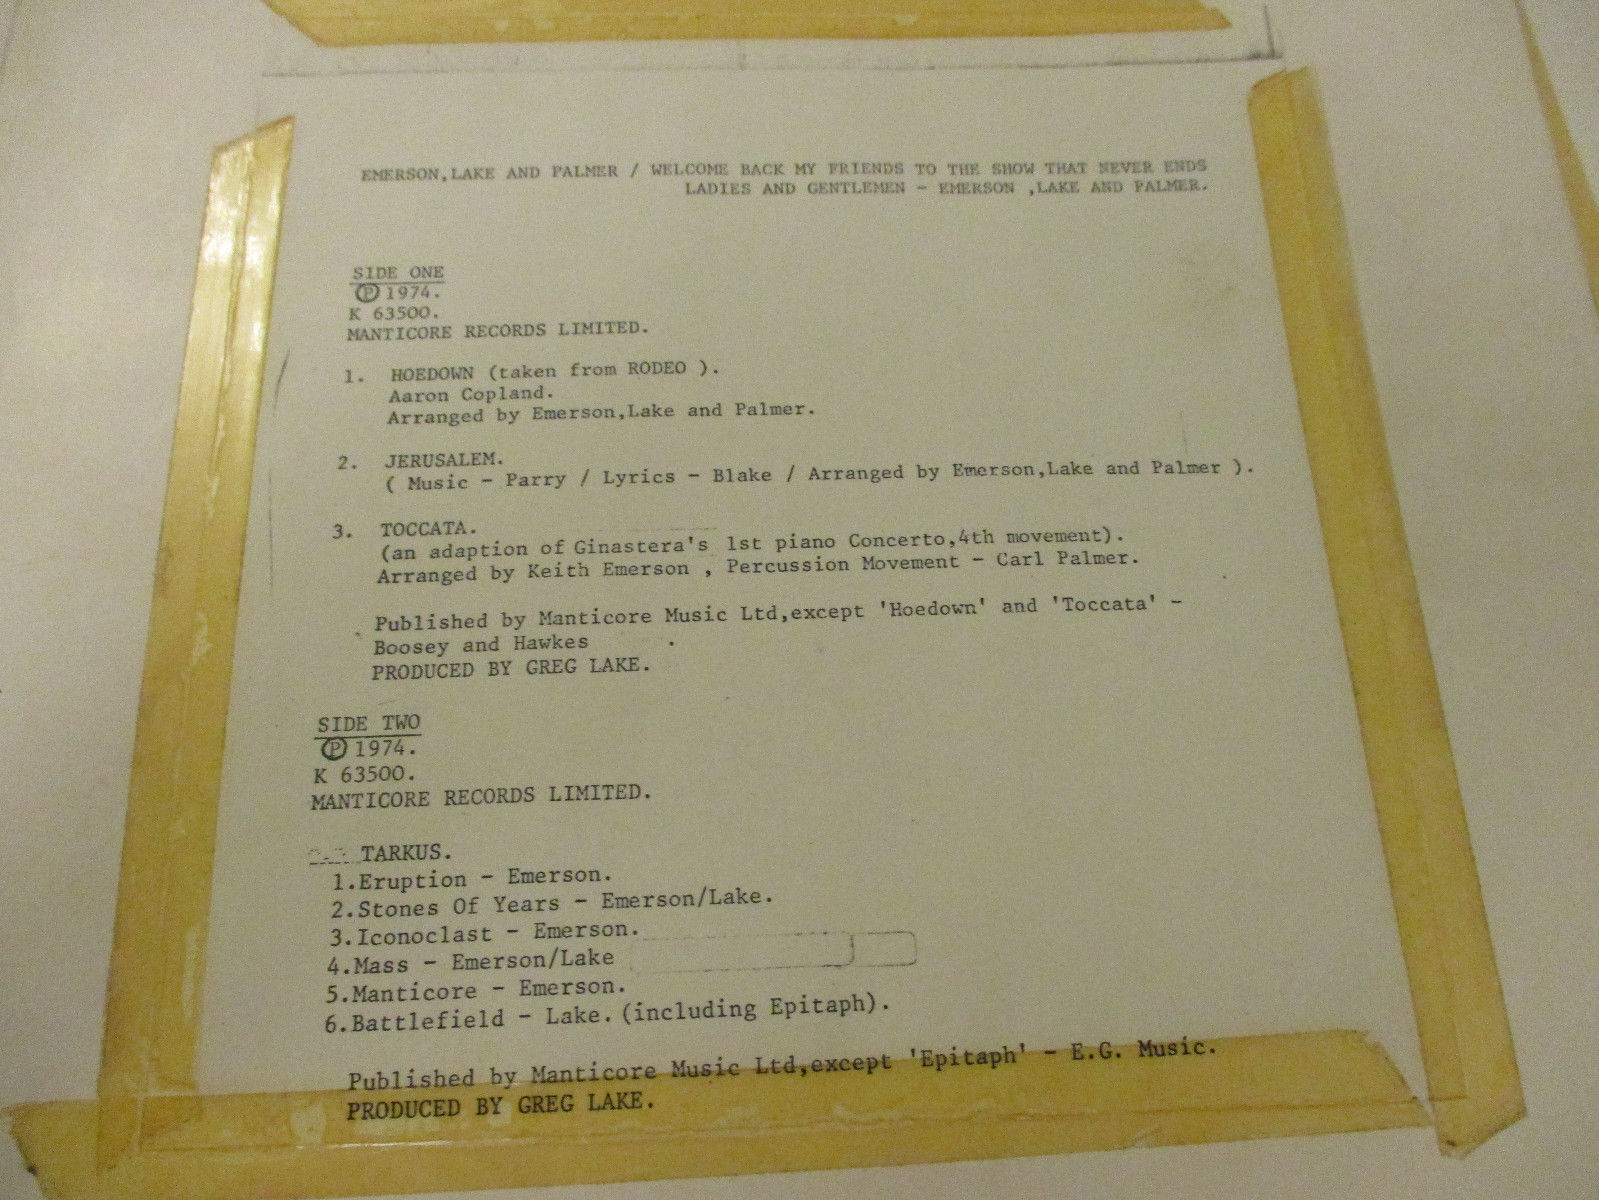 EMERSON,LAKE AND PALMER / WELCOME BACK MY FRIENDS TO THE SHOW THAT NEVER ENDS
LADIES AND GENTLEMEN - EMERSON ,LAKE AND PALMER.
SIDE ONE
Ⓟ 1974.
K 63500.
MANTICORE RECORDS LIMITED.
1. HOEDOWN (taken from RODEO ).
Aaron Copland.
Arranged by Emerson,Lake and Palmer.
2. JERUSALEM.
( Music - Parry / Lyrics - Blake / Arranged by Emerson,Lake and Palmer ).
3. TOCCATA.
(an adaption of Ginastera's 1st piano Concerto,4th movement).
Arranged by Keith Emerson , Percussion Movement - Carl Palmer.
Published by Manticore Music Ltd,except 'Hoedown' and 'Toccata' -
Boosey and Hawkes .
PRODUCED BY GREG LAKE.
SIDE TWO
Ⓟ 1974.
K 63500.
MANTICORE RECORDS LIMITED.
TARKUS.
1.Eruption - Emerson.
2.Stones Of Years - Emerson/Lake.
3.Iconoclast - Emerson.
4.Mass - Emerson/Lake
5.Manticore - Emerson.
6.Battlefield - Lake.(including Epitaph).
Published by Manticore Music Ltd,except 'Epitaph' - E.G. Music.
PRODUCED BY GREG LAKE.